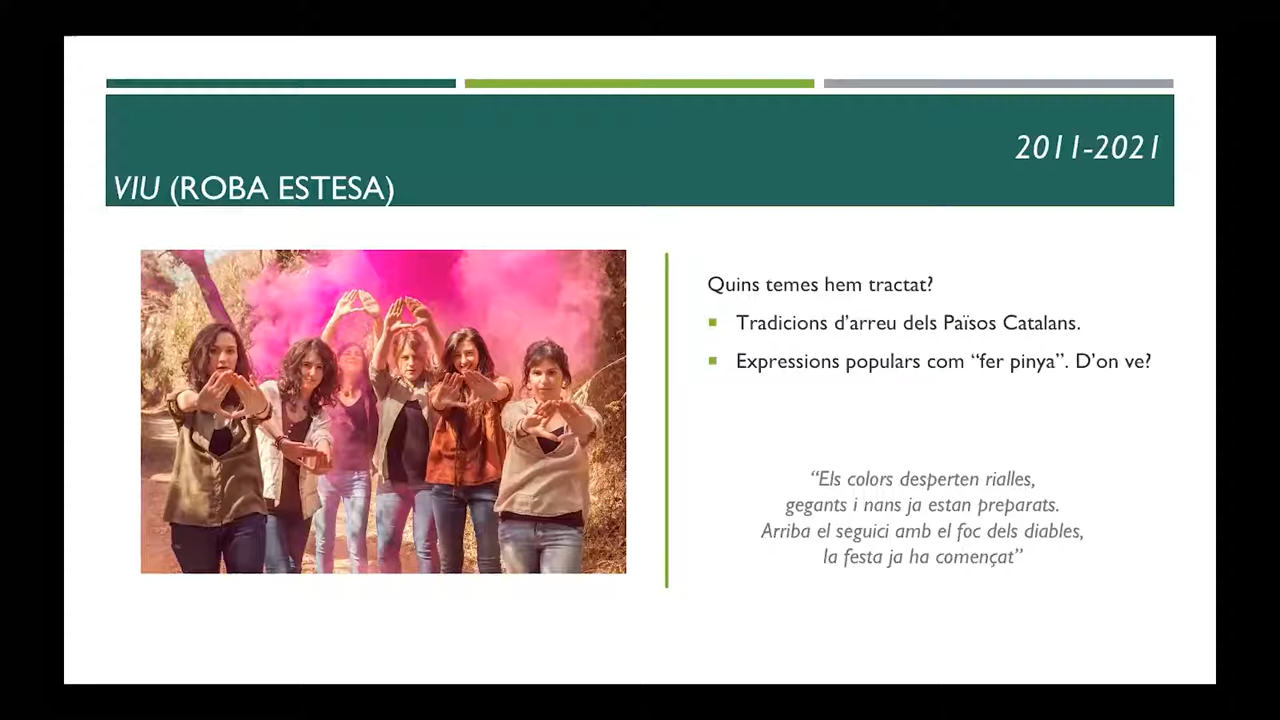 2011-2021
VIU (ROBA ESTESA)
Quins temes hem tractat?
Tradicions d’arreu dels Països Catalans.
Expressions populars com “fer pinya”. D’on ve?
“Els colors desperten rialles,
gegants i nans ja estan preparats.
Arriba el seguici amb el foc dels diables,
la festa ja ha començat”